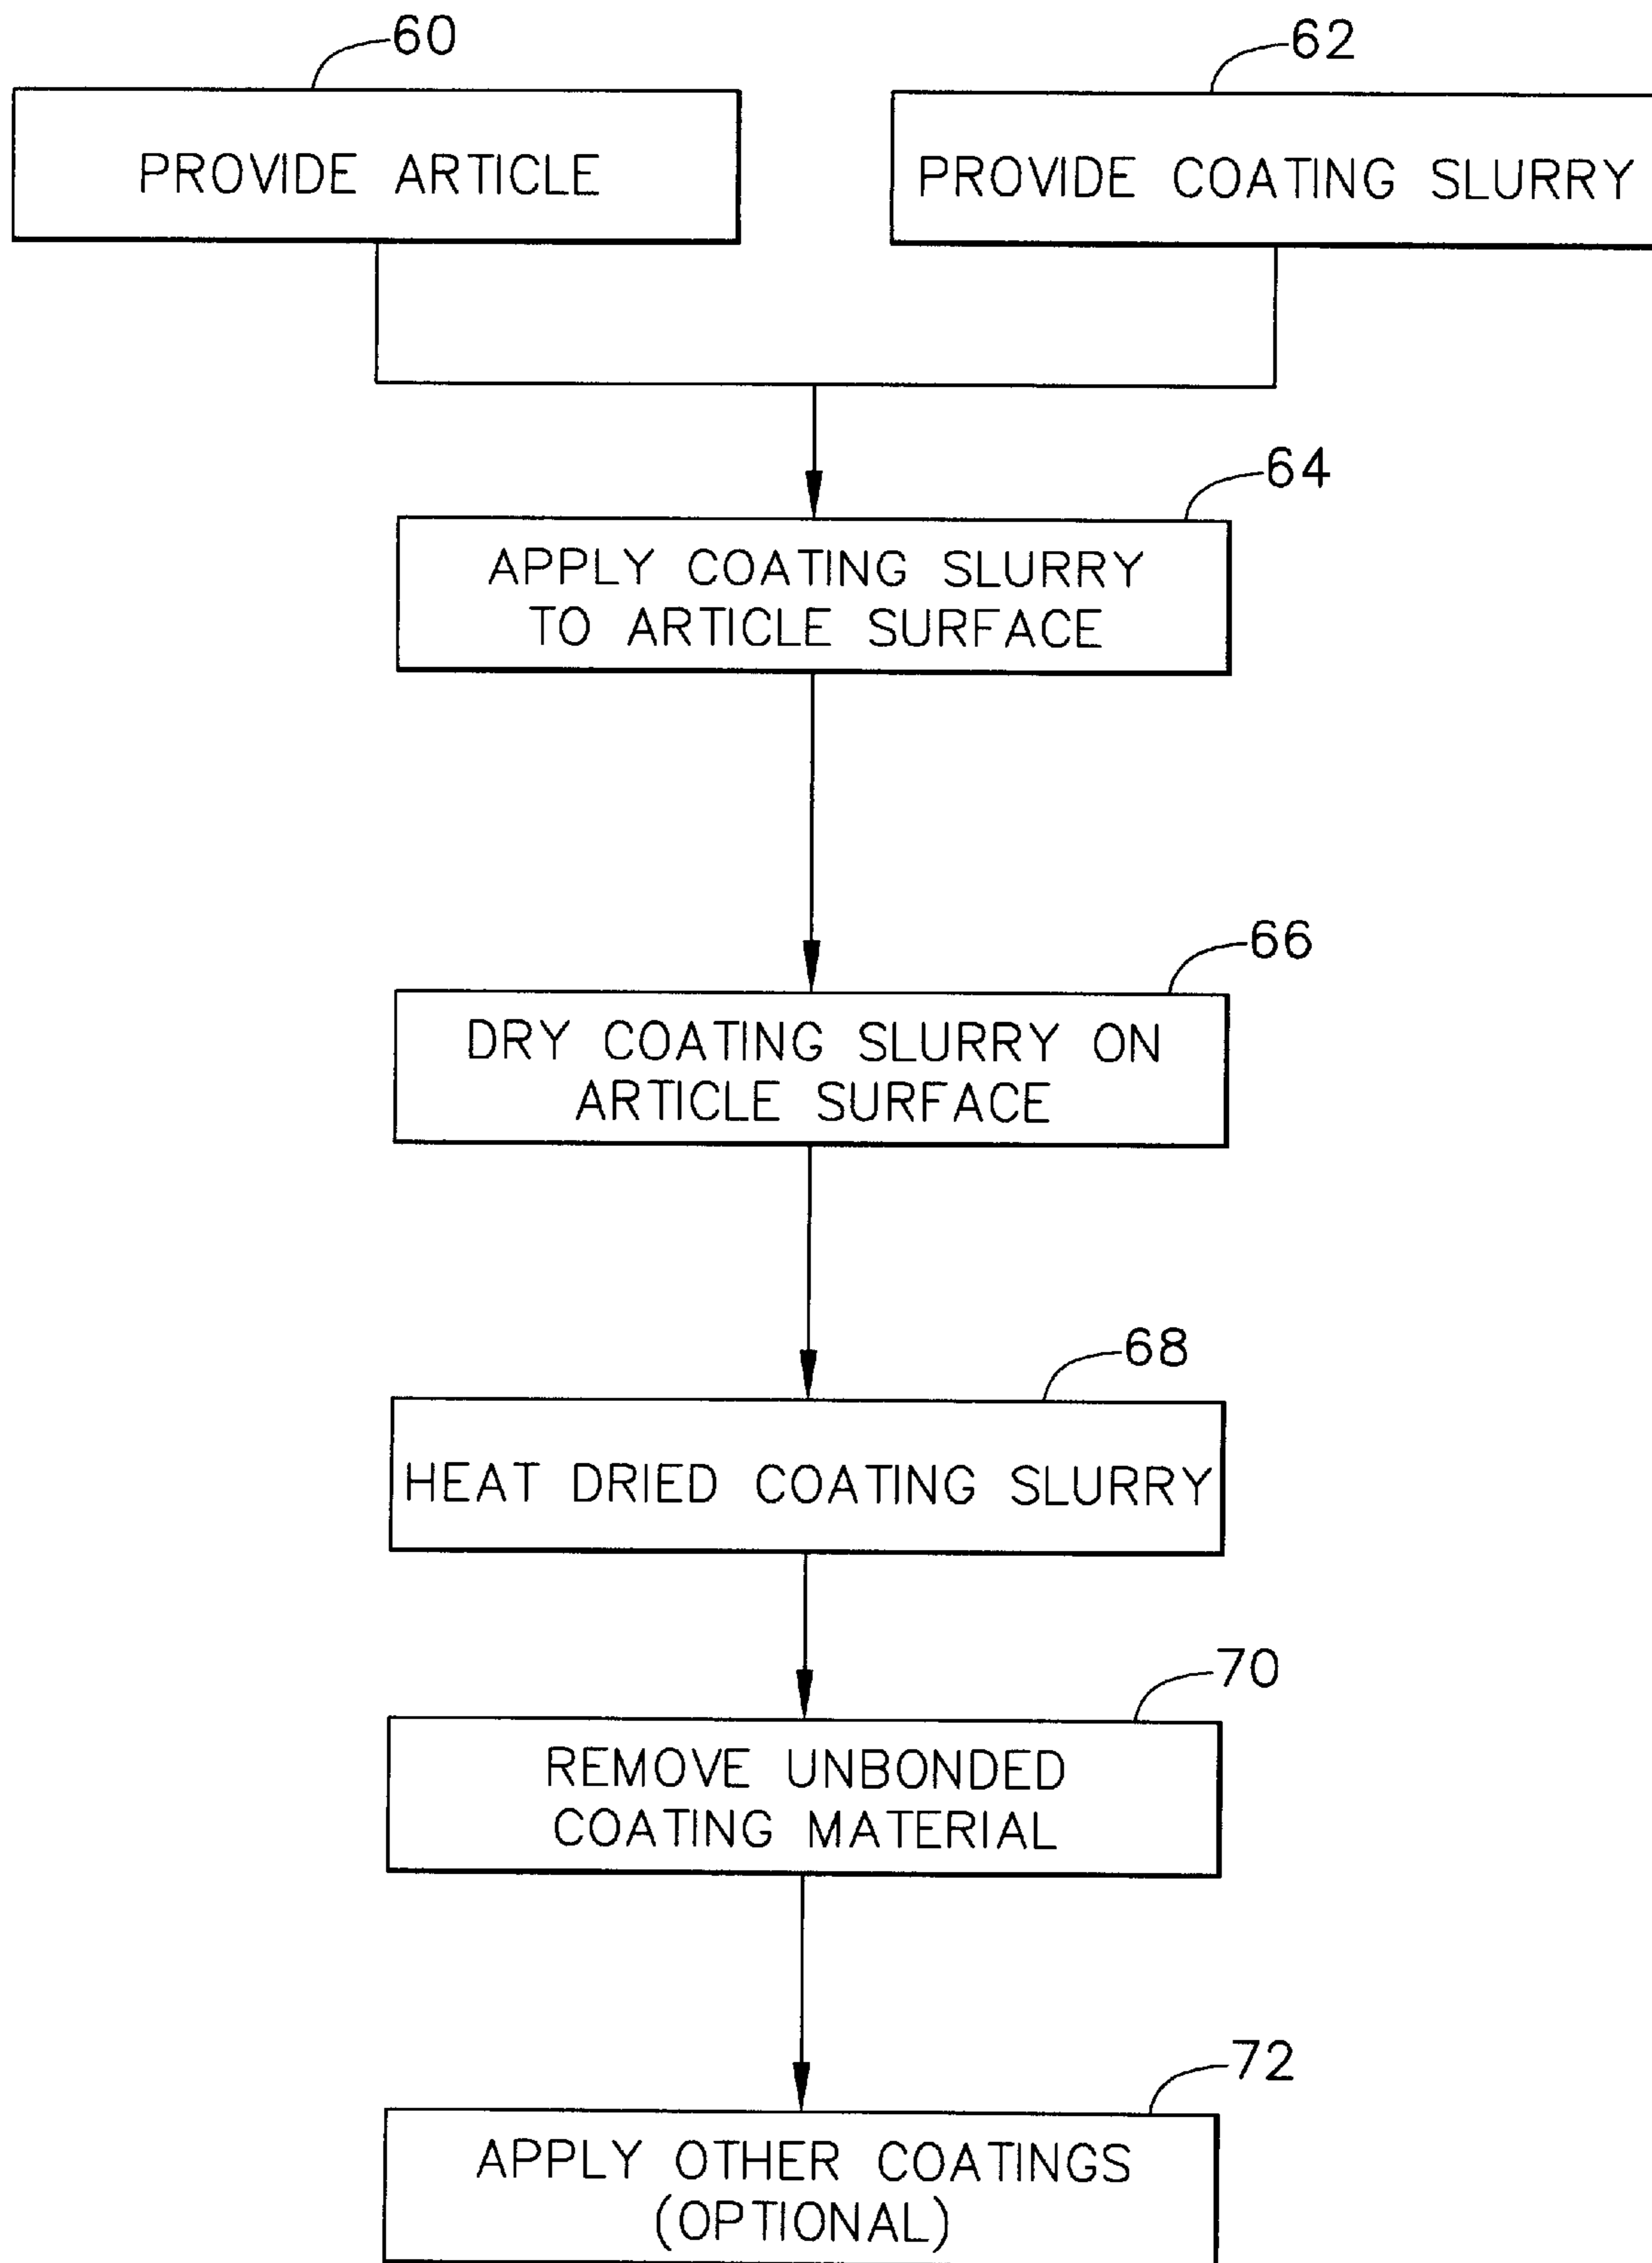 60
62
PROVIDE ARTICLE
PROVIDE COATING SLURRY
64
APPLY COATING SLURRY
TO ARTICLE SURFACE
66
DRY COATING SLURRY ON
ARTICLE SURFACE
68
HEAT DRIED COATING SLURRY
70
REMOVE UNBONDED
COATING MATERIAL
72
APPLY OTHER COATINGS
(OPTIONAL)